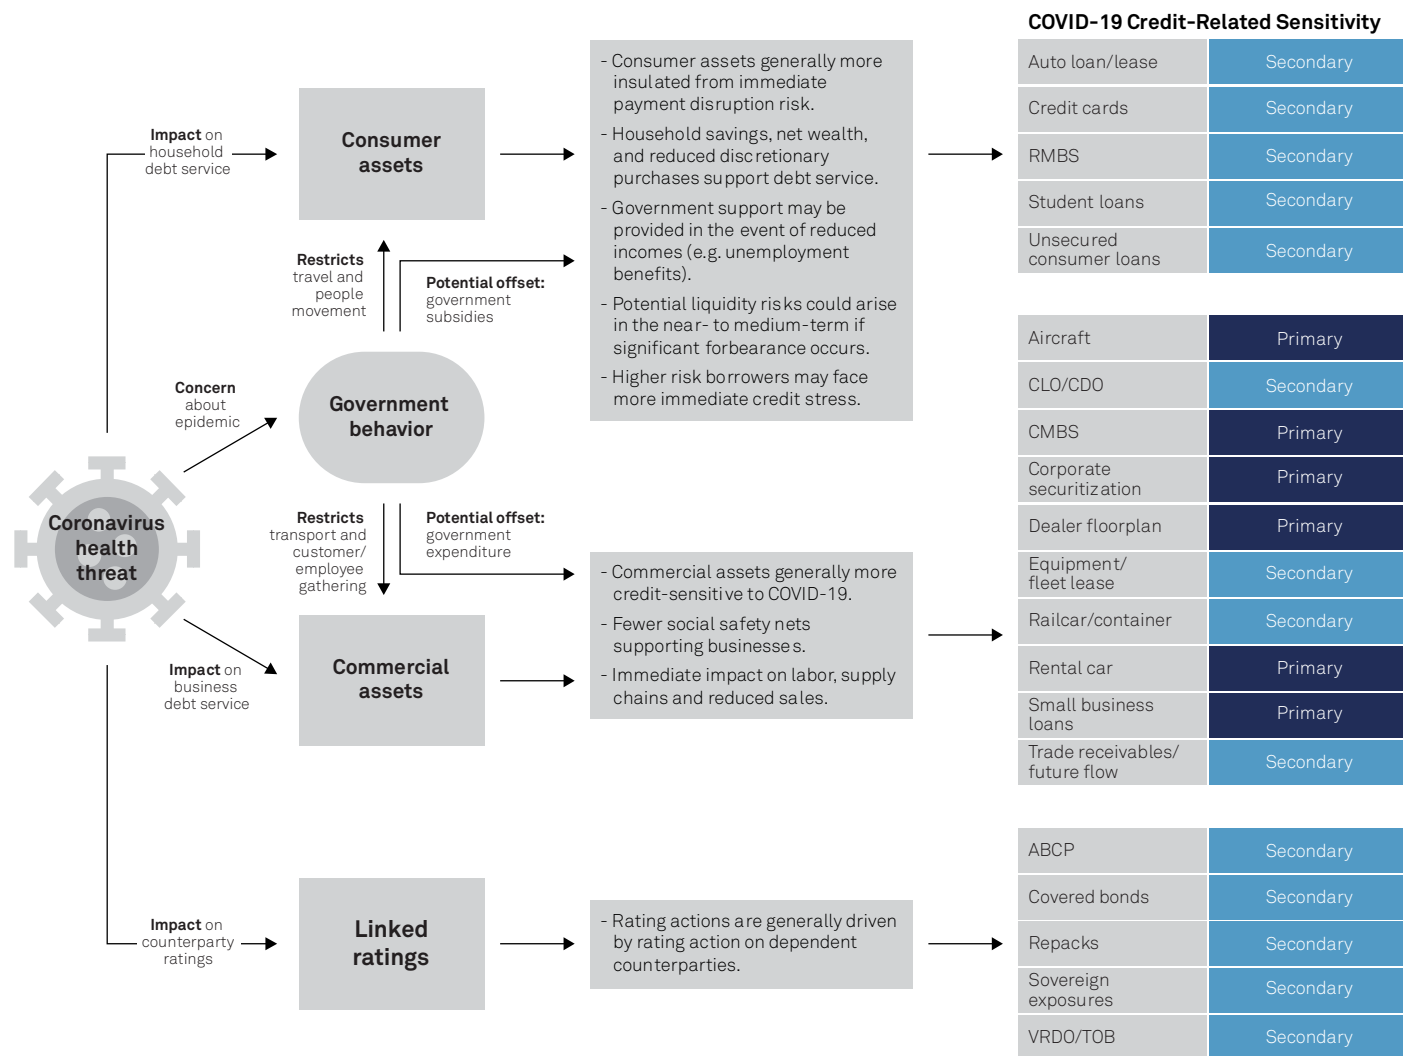 COVID-19 Credit-Related Sensitivity
Impact on
household
debt service
Consumer
assets
- Consumer assets generally more
insulated from immediate
payment disruption risk.
- Household savings, net wealth,
and reduced discretionary
purchases support debt service.
- Government support may be
provided in the event of reduced
incomes (e.g. unemployment
benefits).
- Potential liquidity risks could arise
in the near- to medium-term if
significant forbearance occurs.
- Higher risk borrowers may face
more immediate credit stress.
Auto loan/lease Secondary
Credit cards Secondary
RMBS Secondary
Student loans Secondary
Unsecured
consumer loans Secondary
Restricts
travel and
people
movement
Potential offset:
government
subsidies
Concern
about
epidemic
Government
behavior
Coronavirus
health
threat
Restricts
transport and
customer/
employee
gathering
Potential offset:
government
expenditure
Impact on
business
debt service
Commercial
assets
- Commercial assets generally more
credit-sensitive to COVID-19.
- Fewer social safety nets
supporting businesses.
- Immediate impact on labor, supply
chains and reduced sales.
Aircraft Primary
CLO/CDO Secondary
CMBS Primary
Corporate
securitization Primary
Dealer floorplan Primary
Equipment/
fleet lease Secondary
Railcar/container Secondary
Rental car Primary
Small business
loans Primary
Trade receivables/
future flow Secondary
Impact on
counterparty
ratings
Linked
ratings
- Rating actions are generally driven
by rating action on dependent
counterparties.
ABCP Secondary
Covered bonds Secondary
Repacks Secondary
Sovereign
exposures Secondary
VRDO/TOB Secondary